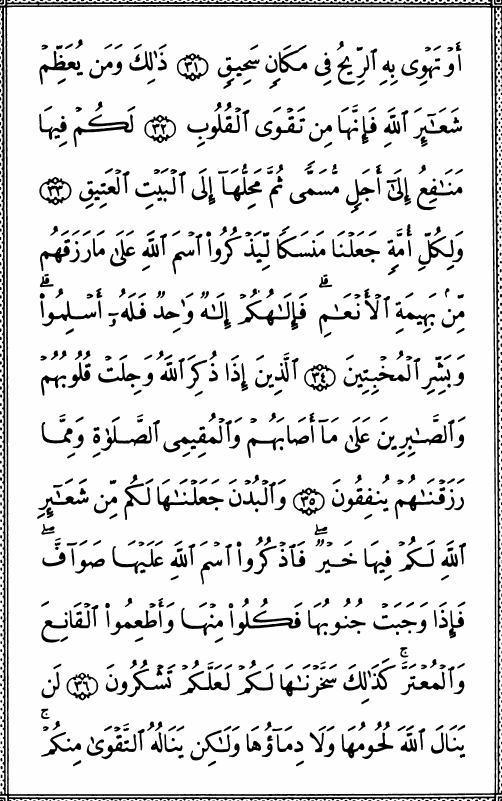 أَوۡ تَهۡوِي بِهِ ٱلرِّيحُ فِي مَكَانٖ سَحِيقٖ ٣١ ذَٰلِكَۖ وَمَن يُعَظِّمۡ
شَعَٰٓئِرَ ٱللَّهِ فَإِنَّهَا مِن تَقۡوَى ٱلۡقُلُوبِ ٣٢ لَكُمۡ فِيهَا
مَنَٰفِعُ إِلَىٰٓ أَجَلٖ مُّسَمّٗى ثُمَّ مَحِلُّهَآ إِلَى ٱلۡبَيۡتِ ٱلۡعَتِيقِ ٣٣
وَلِكُلِّ أُمَّةٖ جَعَلۡنَا مَنسَكٗا لِّيَذۡكُرُواْ ٱسۡمَ ٱللَّهِ عَلَىٰ مَا رَزَقَهُم
مِّنۢ بَهِيمَةِ ٱلۡأَنۡعَٰمِۗ فَإِلَٰهُكُمۡ إِلَٰهٞ وَٰحِدٞ فَلَهُۥٓ أَسۡلِمُواْۗ
وَبَشِّرِ ٱلۡمُخۡبِتِينَ ٣٤ ٱلَّذِينَ إِذَا ذُكِرَ ٱللَّهُ وَجِلَتۡ قُلُوبُهُمۡ
وَٱلصَّٰبِرِينَ عَلَىٰ مَآ أَصَابَهُمۡ وَٱلۡمُقِيمِي ٱلصَّلَوٰةِ وَمِمَّا
رَزَقۡنَٰهُمۡ يُنفِقُونَ ٣٥ وَٱلۡبُدۡنَ جَعَلۡنَٰهَا لَكُم مِّن شَعَٰٓئِرِ
ٱللَّهِ لَكُمۡ فِيهَا خَيۡرٞۖ فَٱذۡكُرُواْ ٱسۡمَ ٱللَّهِ عَلَيۡهَا صَوَآفَّۖ
فَإِذَا وَجَبَتۡ جُنُوبُهَا فَكُلُواْ مِنۡهَا وَأَطۡعِمُواْ ٱلۡقَانِعَ
وَٱلۡمُعۡتَرَّۚ كَذَٰلِكَ سَخَّرۡنَٰهَا لَكُمۡ لَعَلَّكُمۡ تَشۡكُرُونَ ٣٦ لَن
يَنَالَ ٱللَّهَ لُحُومُهَا وَلَا دِمَآؤُهَا وَلَٰكِن يَنَالُهُ ٱلتَّقۡوَىٰ مِنكُمۡۚ